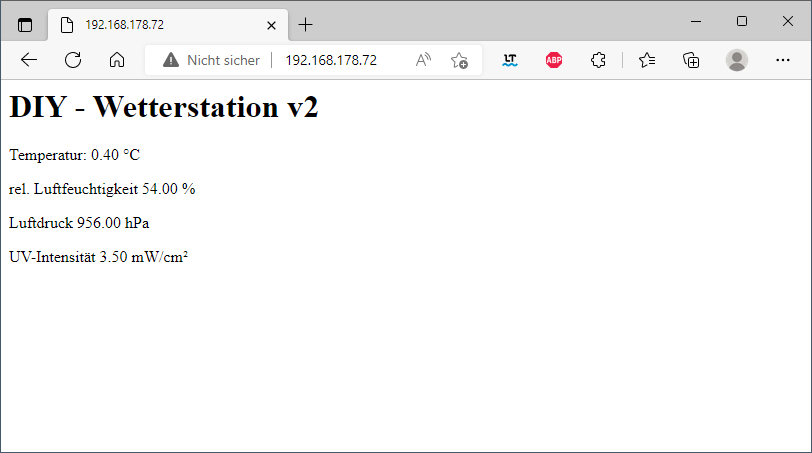 192.168.178.72
Nicht sicher 192.168.178.72 A LT ABP
DIY - Wetterstation v2
Temperatur: 0.40 °C
rel. Luftfeuchtigkeit 54.00 %
Luftdruck 956.00 hPa
UV-Intensität 3.50 mW/cm²